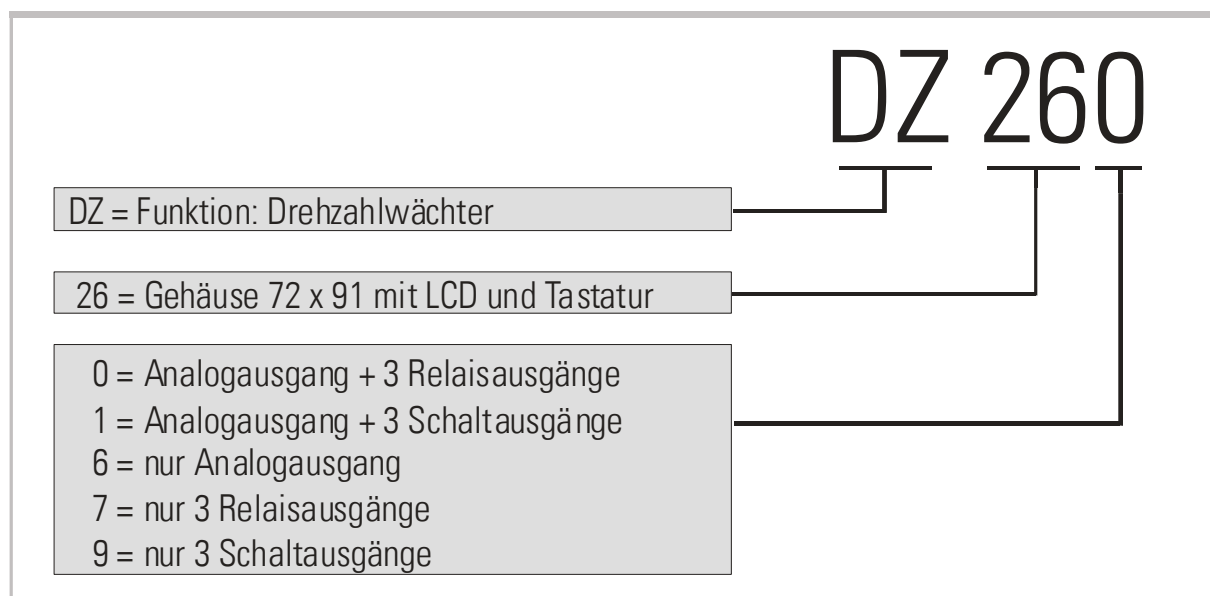 DZ 260
DZ = Funktion: Drehzahlwächter
26 = Gehäuse 72 x 91 mit LCD und Tastatur
0 = Analogausgang + 3 Relaisausgänge
1 = Analogausgang + 3 Schaltausgänge
6 = nur Analogausgang
7 = nur 3 Relaisausgänge
9 = nur 3 Schaltausgänge